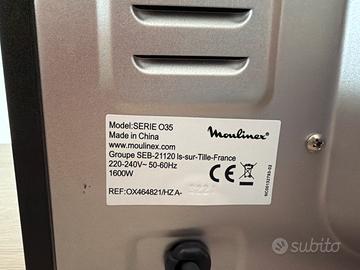 Model:SERIE O35
Made in China
www.moulinex.com
Groupe SEB-21120 Is-sur-Tille-France
220-240V~ 50-60Hz
1600W
REF:OX464821/HZ A-
Moulinex
CE
subito